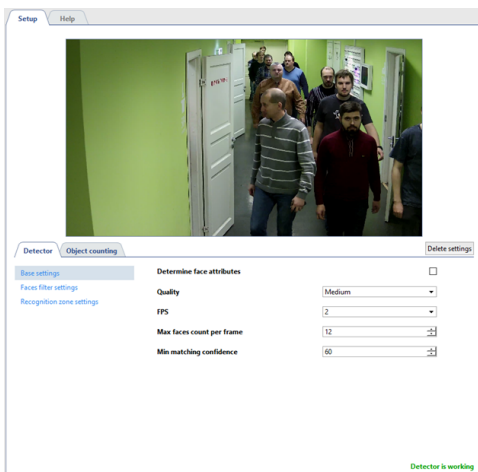 Setup Help
Detector Object counting Delete settings
Base settings
Faces filter settings
Recognition zone settings
Determine face attributes
Quality Medium
FPS 2
Max faces count per frame 12
Min matching confidence 60
Detector is working